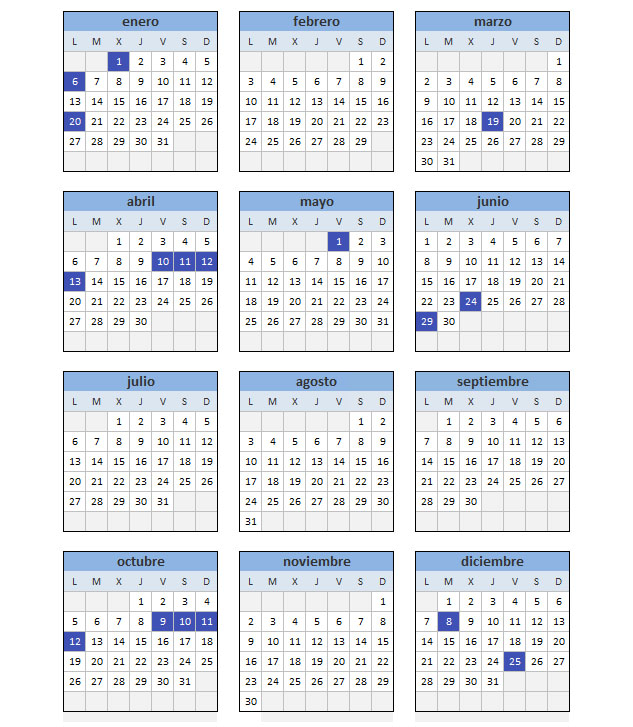 enero
L M X J V S D
1 2 3 4 5
6 7 8 9 10 11 12
13 14 15 16 17 18 19
20 21 22 23 24 25 26
27 28 29 30 31
febrero
L M X J V S D
1 2
3 4 5 6 7 8 9
10 11 12 13 14 15 16
17 18 19 20 21 22 23
24 25 26 27 28 29
marzo
L M X J V S D
1
2 3 4 5 6 7 8
9 10 11 12 13 14 15
16 17 18 19 20 21 22
23 24 25 26 27 28 29
30 31
abril
L M X J V S D
1 2 3 4 5
6 7 8 9 10 11 12
13 14 15 16 17 18 19
20 21 22 23 24 25 26
27 28 29 30
mayo
L M X J V S D
1 2 3
4 5 6 7 8 9 10
11 12 13 14 15 16 17
18 19 20 21 22 23 24
25 26 27 28 29 30 31
junio
L M X J V S D
1 2 3 4 5 6 7
8 9 10 11 12 13 14
15 16 17 18 19 20 21
22 23 24 25 26 27 28
29 30
julio
L M X J V S D
1 2 3 4 5
6 7 8 9 10 11 12
13 14 15 16 17 18 19
20 21 22 23 24 25 26
27 28 29 30 31
agosto
L M X J V S D
1 2
3 4 5 6 7 8 9
10 11 12 13 14 15 16
17 18 19 20 21 22 23
24 25 26 27 28 29 30
31
septiembre
L M X J V S D
1 2 3 4 5 6
7 8 9 10 11 12 13
14 15 16 17 18 19 20
21 22 23 24 25 26 27
28 29 30
octubre
L M X J V S D
1 2 3 4
5 6 7 8 9 10 11
12 13 14 15 16 17 18
19 20 21 22 23 24 25
26 27 28 29 30 31
noviembre
L M X J V S D
1
2 3 4 5 6 7 8
9 10 11 12 13 14 15
16 17 18 19 20 21 22
23 24 25 26 27 28 29
30
diciembre
L M X J V S D
1 2 3 4 5 6
7 8 9 10 11 12 13
14 15 16 17 18 19 20
21 22 23 24 25 26 27
28 29 30 31